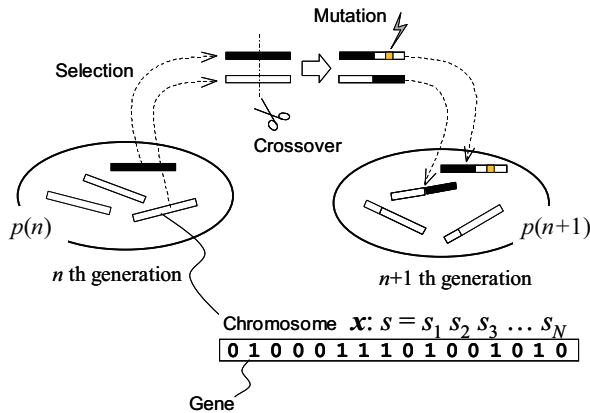 Mutation
Selection
Crossover
p(n)
p(n+1)
n th generation
n+1 th generation
Chromosome x: s = s₁ s₂ s₃ … s_N
0 1 0 0 0 1 1 1 0 1 0 0 1 0 1 0
Gene